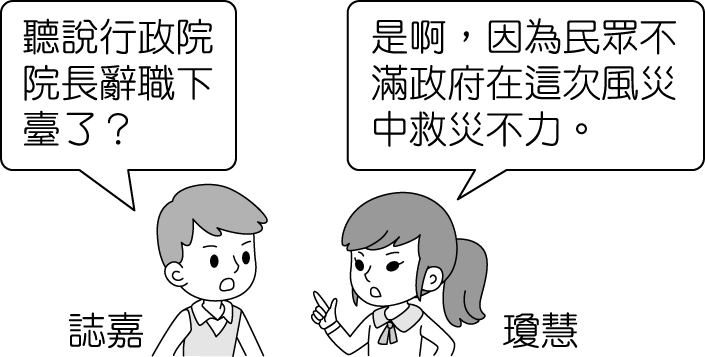 聽說行政院
院長辭職下
臺了？
是啊，因為民眾不
滿政府在這次風災
中救災不力。
誌嘉
瓊慧